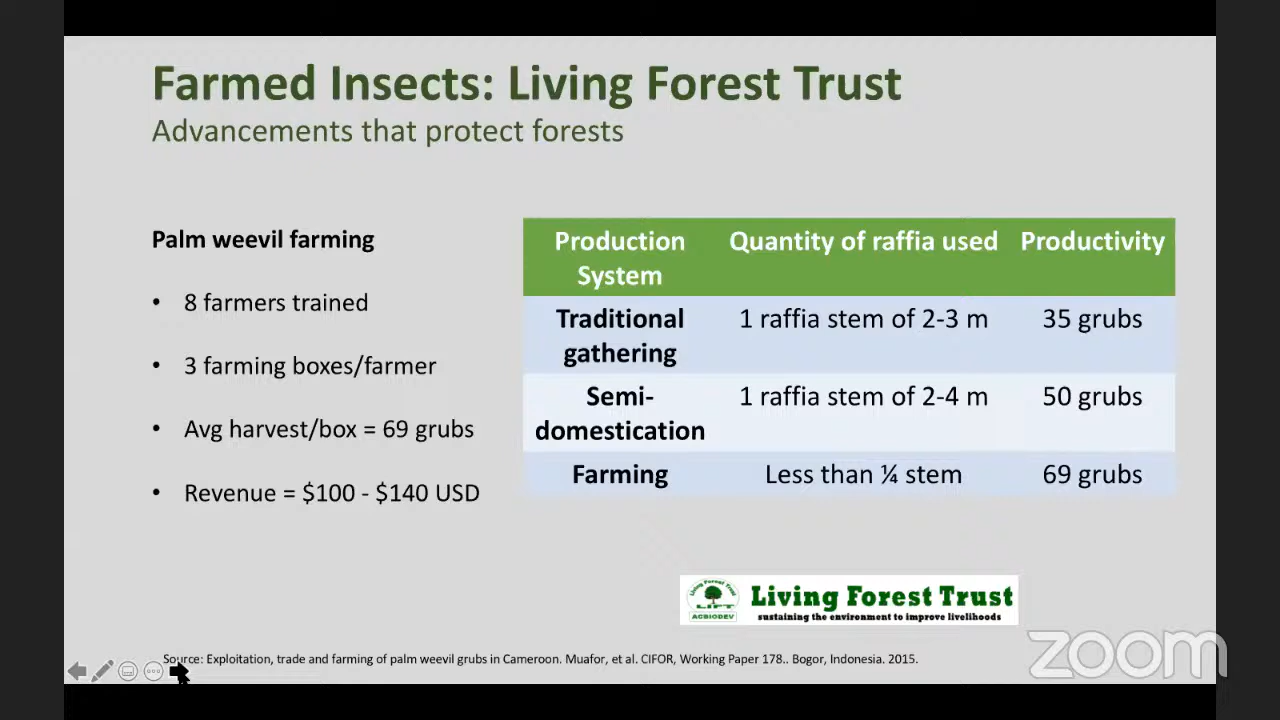 Farmed Insects: Living Forest Trust
Advancements that protect forests
Palm weevil farming
• 8 farmers trained
• 3 farming boxes/farmer
• Avg harvest/box = 69 grubs
• Revenue = $100 - $140 USD
Production System Quantity of raffia used Productivity
Traditional gathering 1 raffia stem of 2-3 m 35 grubs
Semi-domestication 1 raffia stem of 2-4 m 50 grubs
Farming Less than ¼ stem 69 grubs
Living Forest Trust
LIFT
AGBIODEV
Living Forest Trust
sustaining the environment to improve livelihoods
Source: Exploitation, trade and farming of palm weevil grubs in Cameroon. Muafor, et al. CIFOR, Working Paper 178.. Bogor, Indonesia. 2015.
zoom